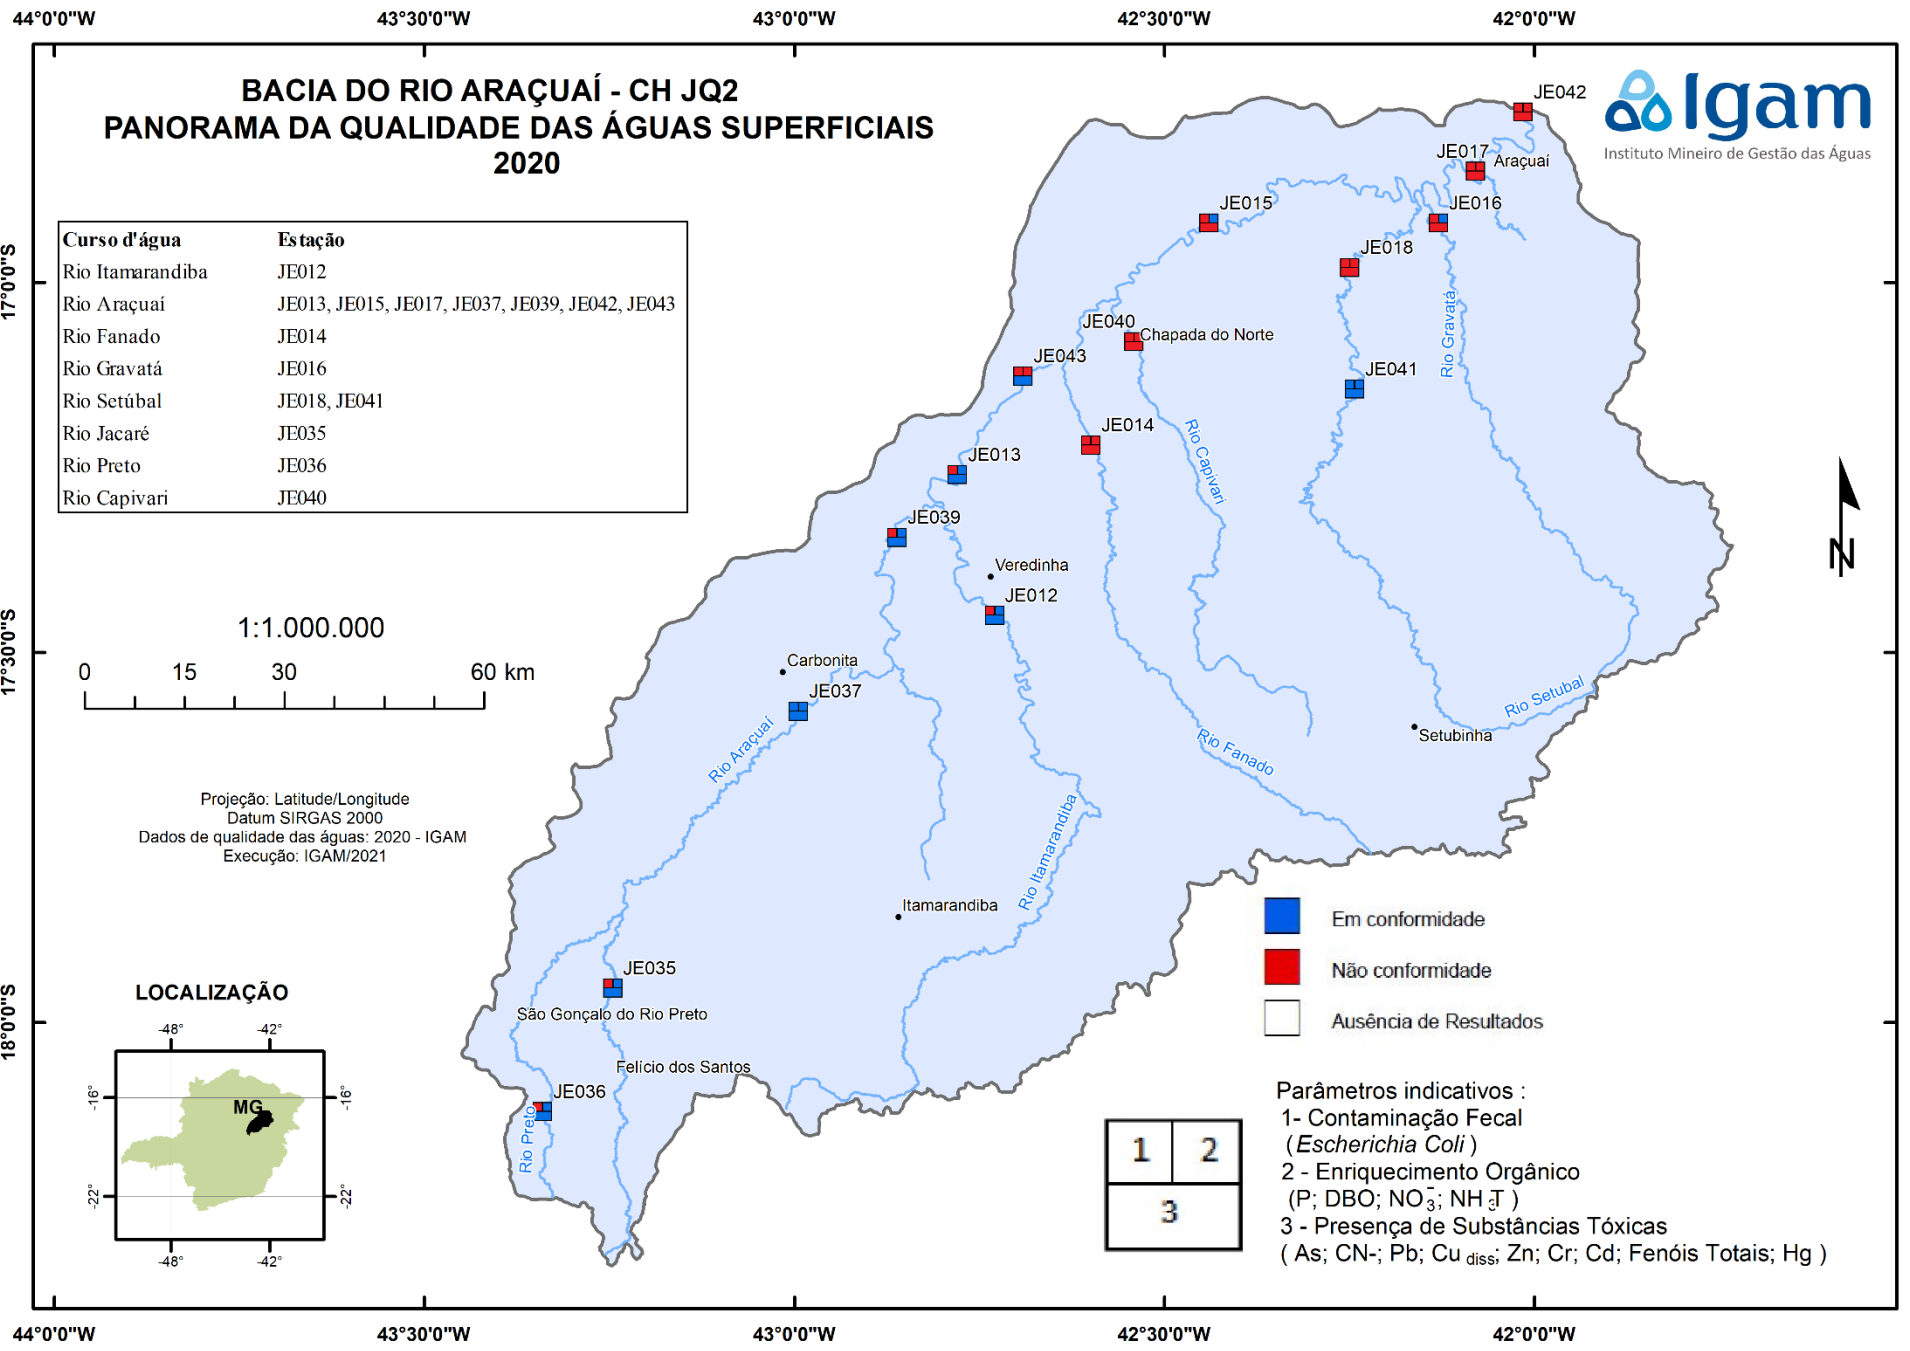 44°0'0"W 43°30'0"W 43°0'0"W 42°30'0"W 42°0'0"W
BACIA DO RIO ARAÇUAÍ - CH JQ2
PANORAMA DA QUALIDADE DAS ÁGUAS SUPERFICIAIS
2020
Igam
Instituto Mineiro de Gestão das Águas
Curso d'água Estação
Rio Itamarandiba JE012
Rio Araçuaí JE013, JE015, JE017, JE037, JE039, JE042, JE043
Rio Fanado JE014
Rio Gravatá JE016
Rio Setúbal JE018, JE041
Rio Jacaré JE035
Rio Preto JE036
Rio Capivari JE040
JE042
JE017
Araçuaí
JE015
JE016
JE018
17°0'0"S
Rio Gravatá
JE040
Chapada do Norte
JE043
JE041
JE014
Rio Capivari
JE013
JE039
Veredinha
JE012
N
1:1.000.000
0 15 30 60 km
17°30'0"S
Carbonita
JE037
Rio Araçuaí
Rio Setubal
Setubinha
Rio Fanado
Projeção: Latitude/Longitude
Datum SIRGAS 2000
Dados de qualidade das águas: 2020 - IGAM
Execução: IGAM/2021
Rio Itamarandiba
Itamarandiba
JE035
São Gonçalo do Rio Preto
Felício dos Santos
JE036
Rio Preto
18°0'0"S
LOCALIZAÇÃO
-48° -42°
-16° -16°
MG
-22° -22°
-48° -42°
Em conformidade
Não conformidade
Ausência de Resultados
Parâmetros indicativos :
1- Contaminação Fecal
(Escherichia Coli )
2 - Enriquecimento Orgânico
(P; DBO; NO₃⁻; NH₃T )
3 - Presença de Substâncias Tóxicas
( As; CN-; Pb; Cu diss; Zn; Cr; Cd; Fenóis Totais; Hg )
1 2
3
44°0'0"W 43°30'0"W 43°0'0"W 42°30'0"W 42°0'0"W